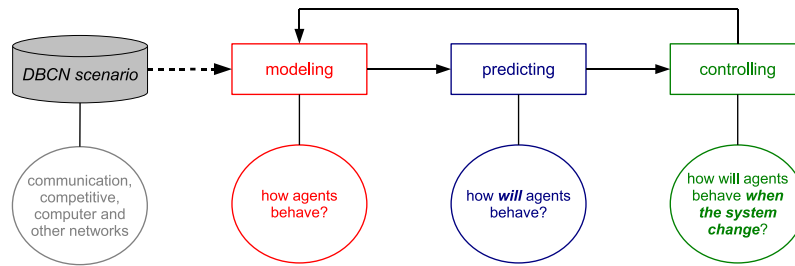 DBCN scenario
modeling
predicting
controlling
communication,
competitive,
computer and
other networks
how agents
behave?
how will agents
behave?
how will agents
behave when
the system
change?